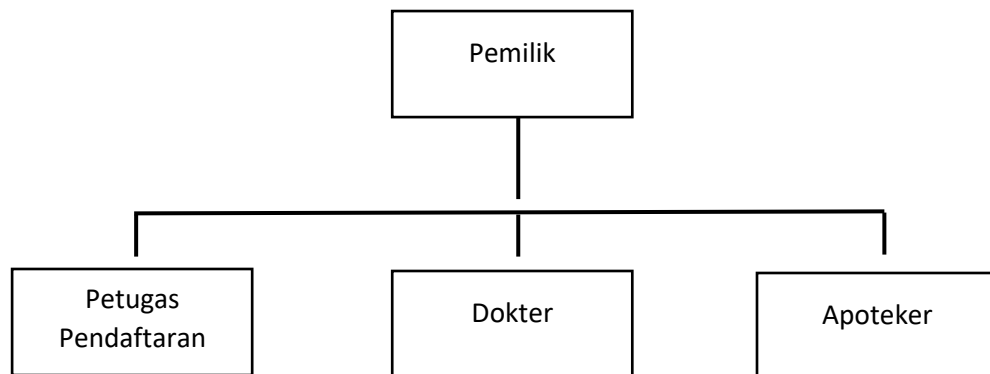 Pemilik
Petugas
Pendaftaran
Dokter
Apoteker